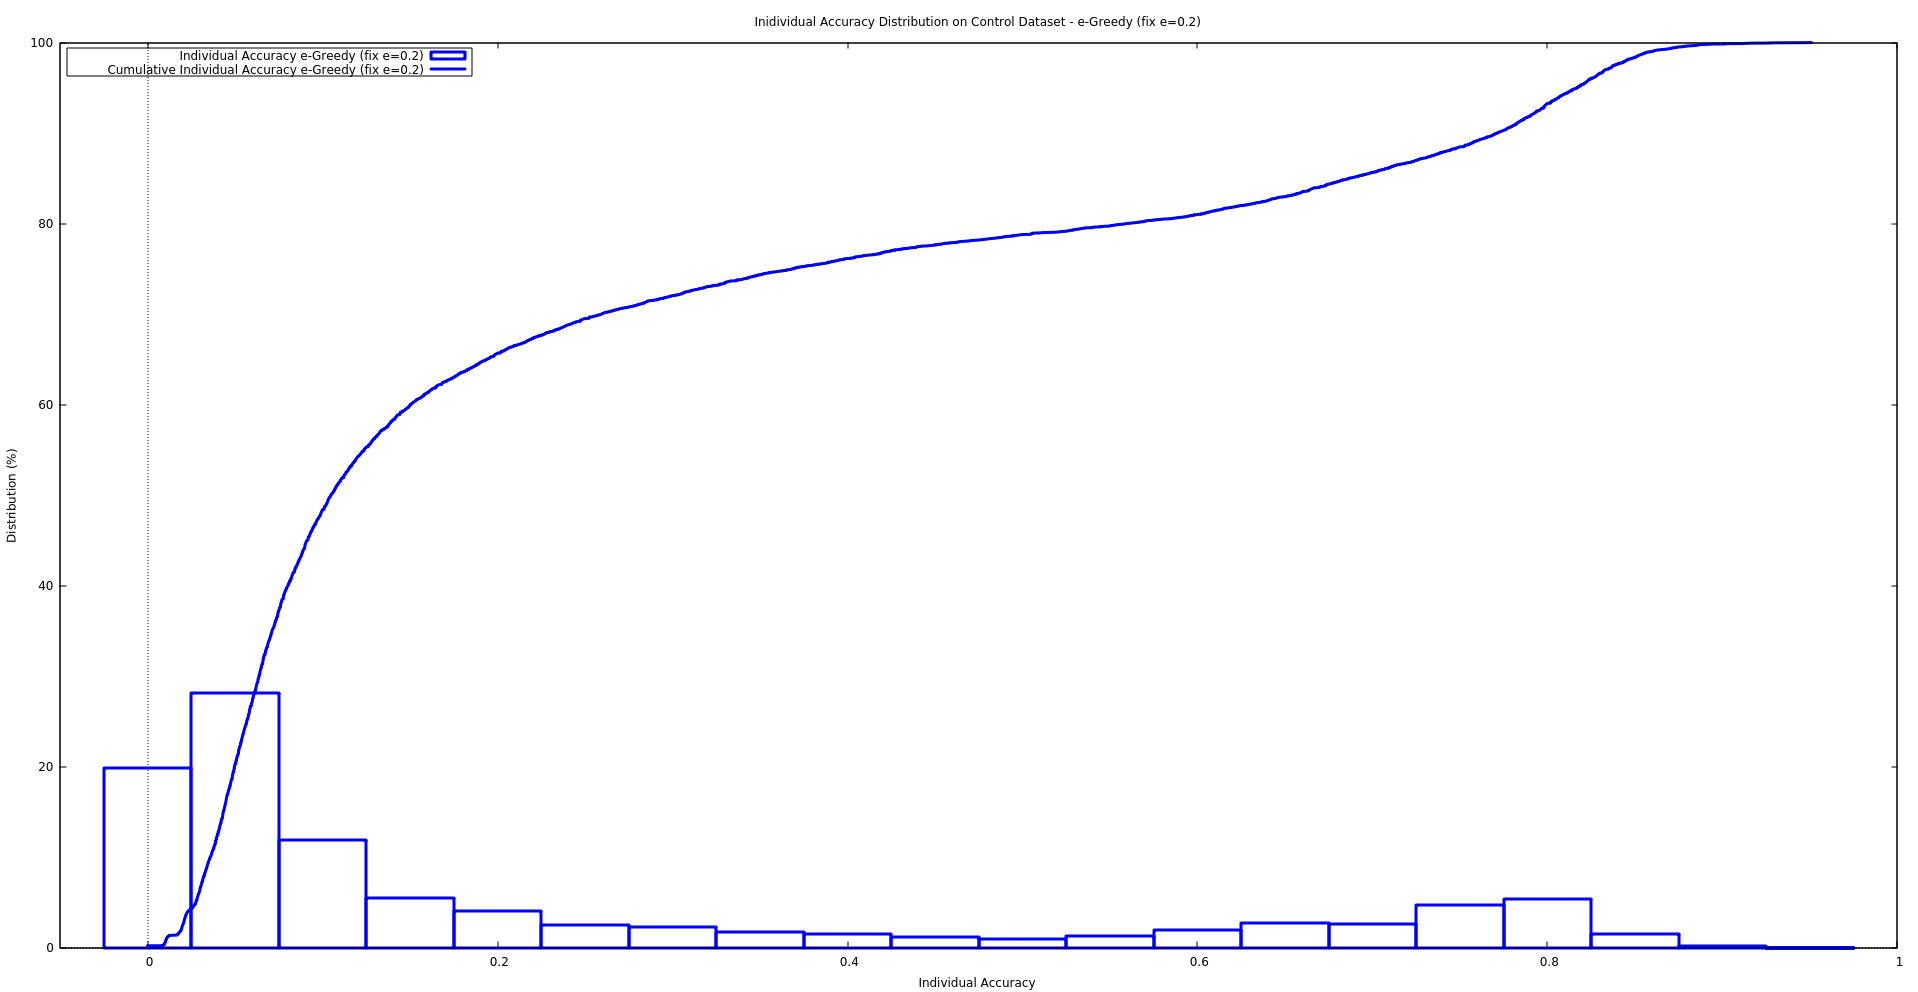 Inidividual Accuracy Distribution on Control Dataset - e-Greedy (fix e=0.2)
100
Individual Accuracy e-Greedy (fix e=0.2)
Cumulative Individual Accuracy e-Greedy (fix e=0.2)
80
60
Distribution (%)
40
20
0
0 0.2 0.4 0.6 0.8 1
Individual Accuracy